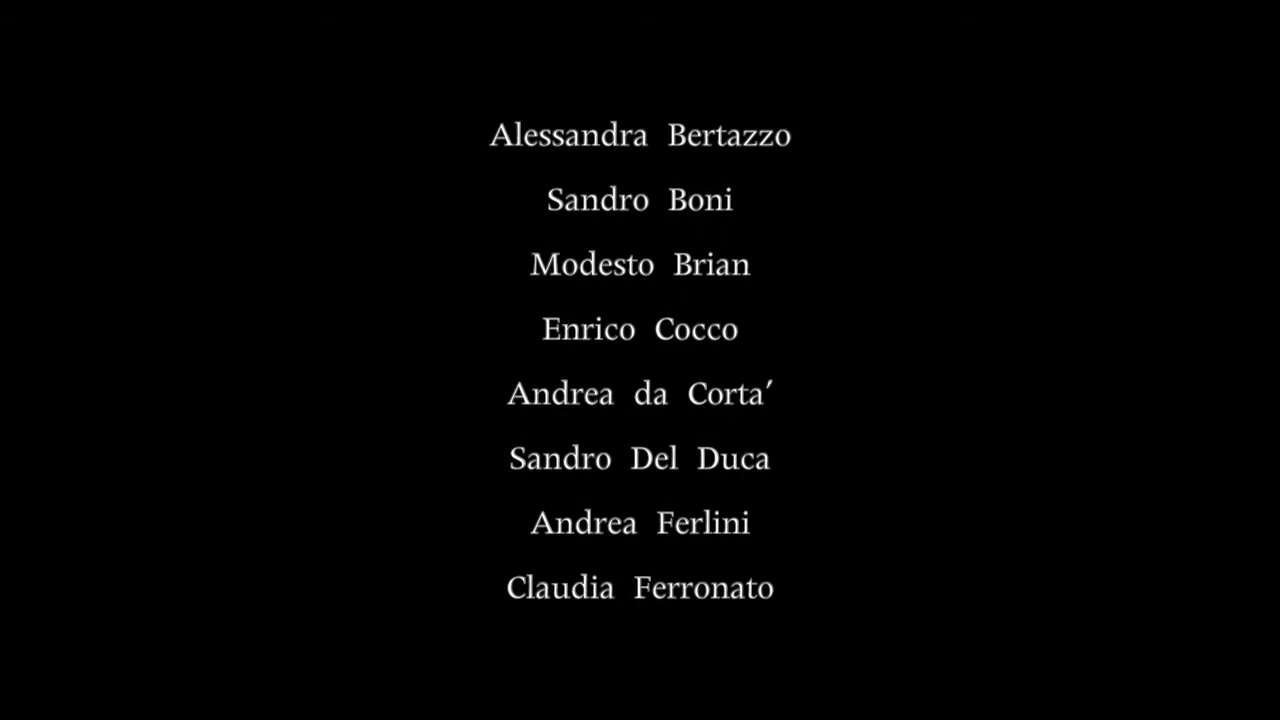 Alessandra Bertazzo
Sandro Boni
Modesto Brian
Enrico Cocco
Andrea da Corta′
Sandro Del Duca
Andrea Ferlini
Claudia Ferronato